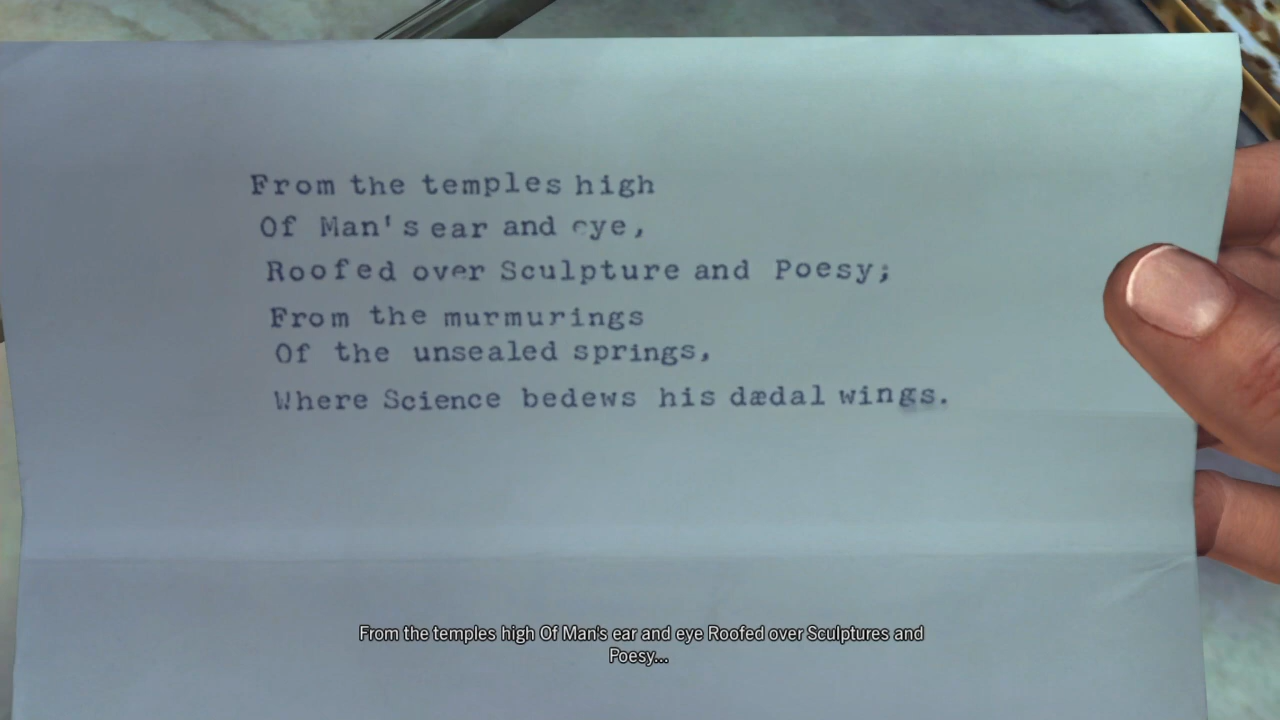 From the temples high
Of Man's ear and eye,
Roofed over Sculpture and Poesy;
From the murmurings
Of the unsealed springs,
Where Science bedews his dædal wings.
From the temples high Of Man's ear and eye Roofed over Sculptures and
Poesy...